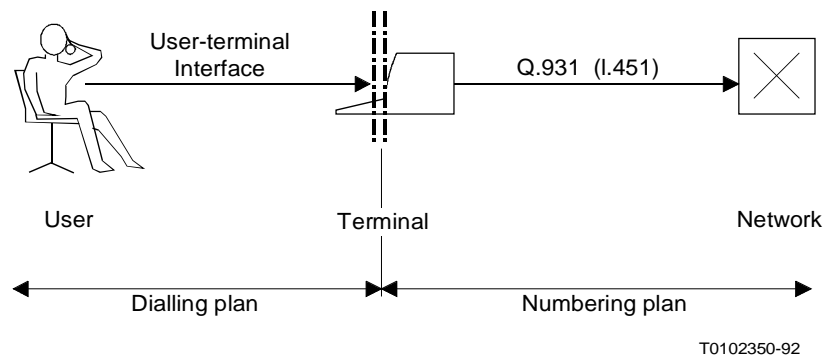 User-terminal
Interface
Q.931 (I.451)
User
Terminal
Network
Dialling plan
Numbering plan
T0102350-92